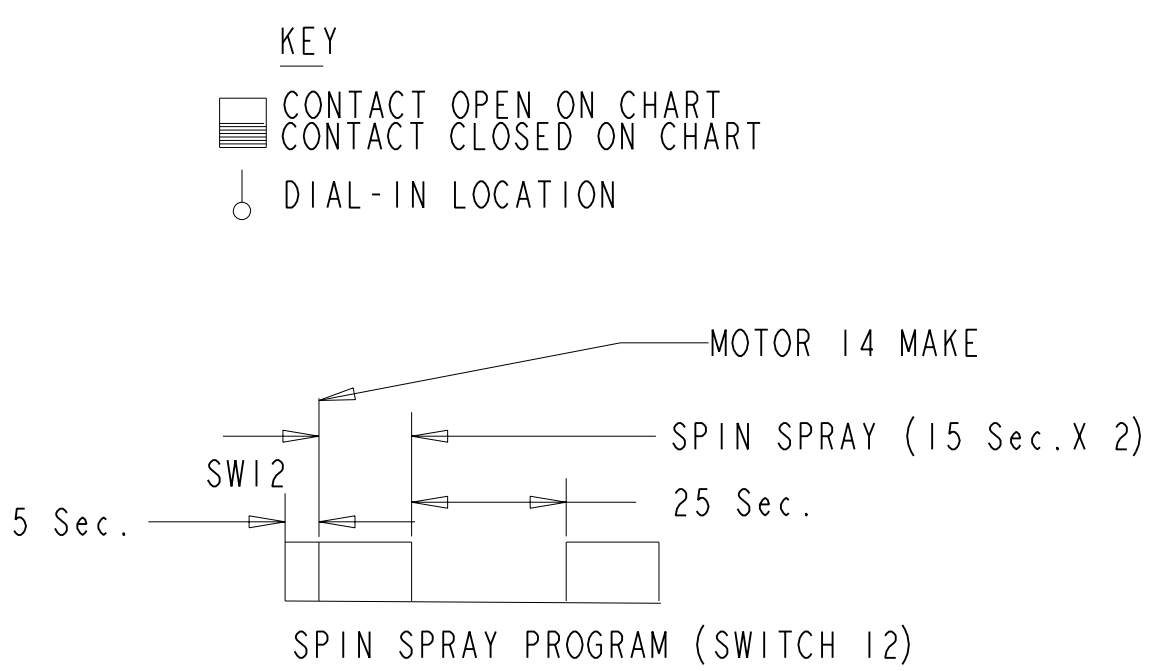 KEY
CONTACT OPEN ON CHART
CONTACT CLOSED ON CHART
DIAL-IN LOCATION
MOTOR 14 MAKE
SPIN SPRAY (15 Sec.X 2)
SW12
25 Sec.
5 Sec.
SPIN SPRAY PROGRAM (SWITCH 12)